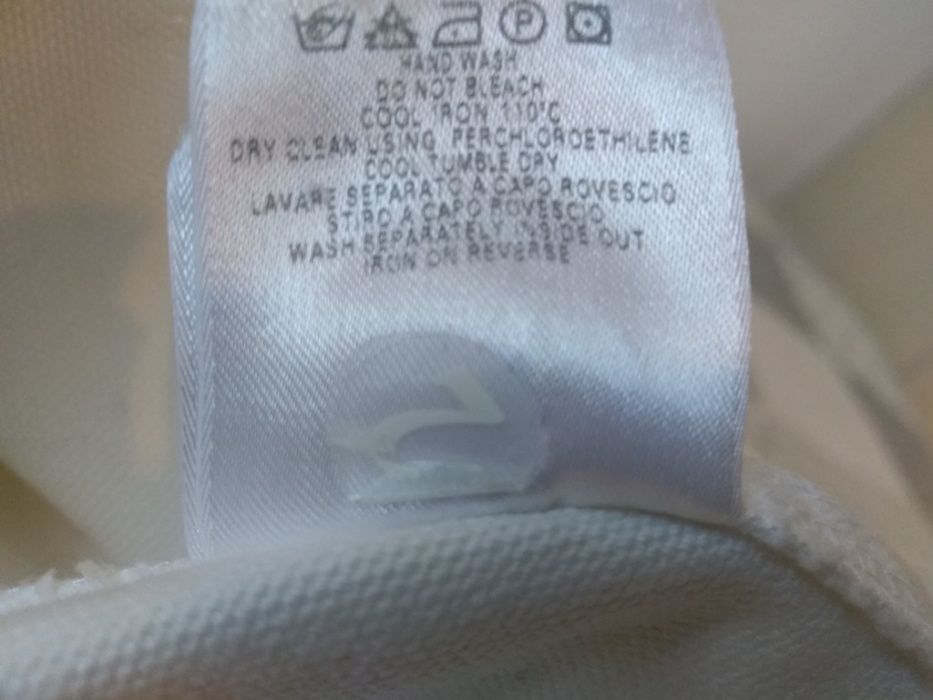 P
HAND WASH
DO NOT BLEACH
COOL IRON 110°C
DRY CLEAN USING PERCHLOROETHILENE
COOL TUMBLE DRY
LAVARE SEPARATO A CAPO ROVESCIO
STIRO A CAPO ROVESCIO
WASH SEPARATELY INSIDE OUT
IRON ON REVERSE